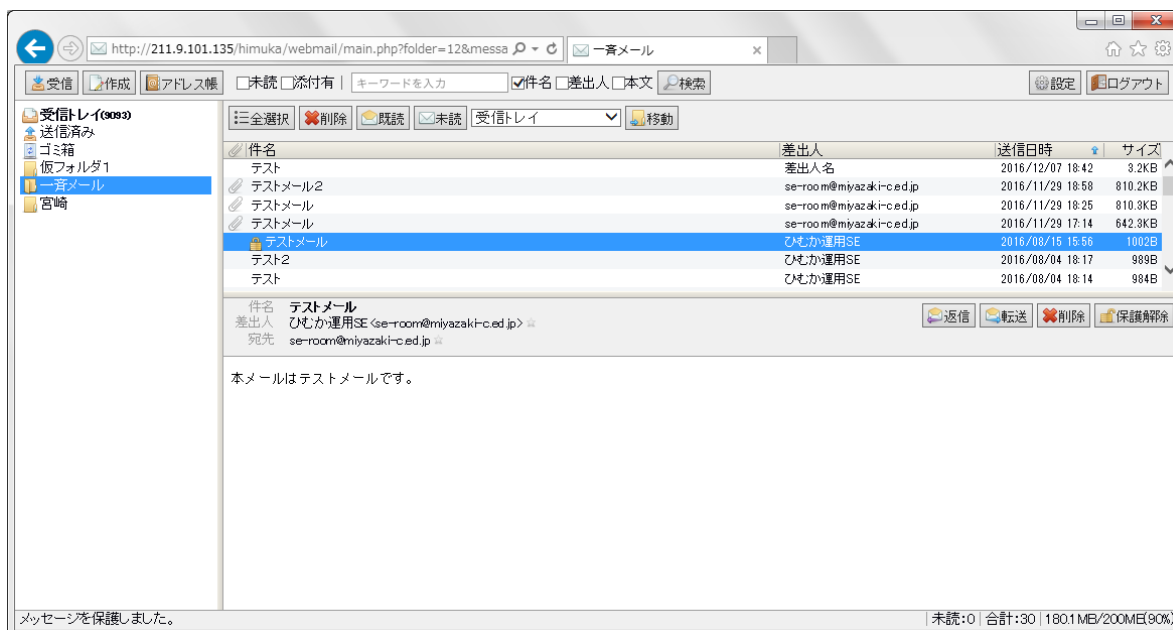 http://211.9.101.135/himuka/webmail/main.php?folder=12&messa 一斉メール
受信 作成 アドレス帳 未読 添付有 | キーワードを入力 件名 差出人 本文 検索 設定 ログアウト
受信トレイ(9093)
送信済み
ゴミ箱
仮フォルダ1
一斉メール
宮崎
全選択 削除 既読 未読 受信トレイ 移動
件名 差出人 送信日時 サイズ
テスト 差出人名 2016/12/07 18:42 3.2KB
テストメール2 se-room@miyazaki-c.ed.jp 2016/11/29 18:58 810.2KB
テストメール se-room@miyazaki-c.ed.jp 2016/11/29 18:25 810.3KB
テストメール se-room@miyazaki-c.ed.jp 2016/11/29 17:14 642.3KB
テストメール ひむか運用SE 2016/08/15 15:56 1002B
テスト2 ひむか運用SE 2016/08/04 18:17 989B
テスト ひむか運用SE 2016/08/04 18:14 984B
件名 テストメール
差出人 ひむか運用SE<se-room@miyazaki-c.ed.jp>
宛先 se-room@miyazaki-c.ed.jp
返信 転送 削除 保護解除
本メールはテストメールです。
メッセージを保護しました。 未読:0 合計:30 180.1MB/200MB(90%)